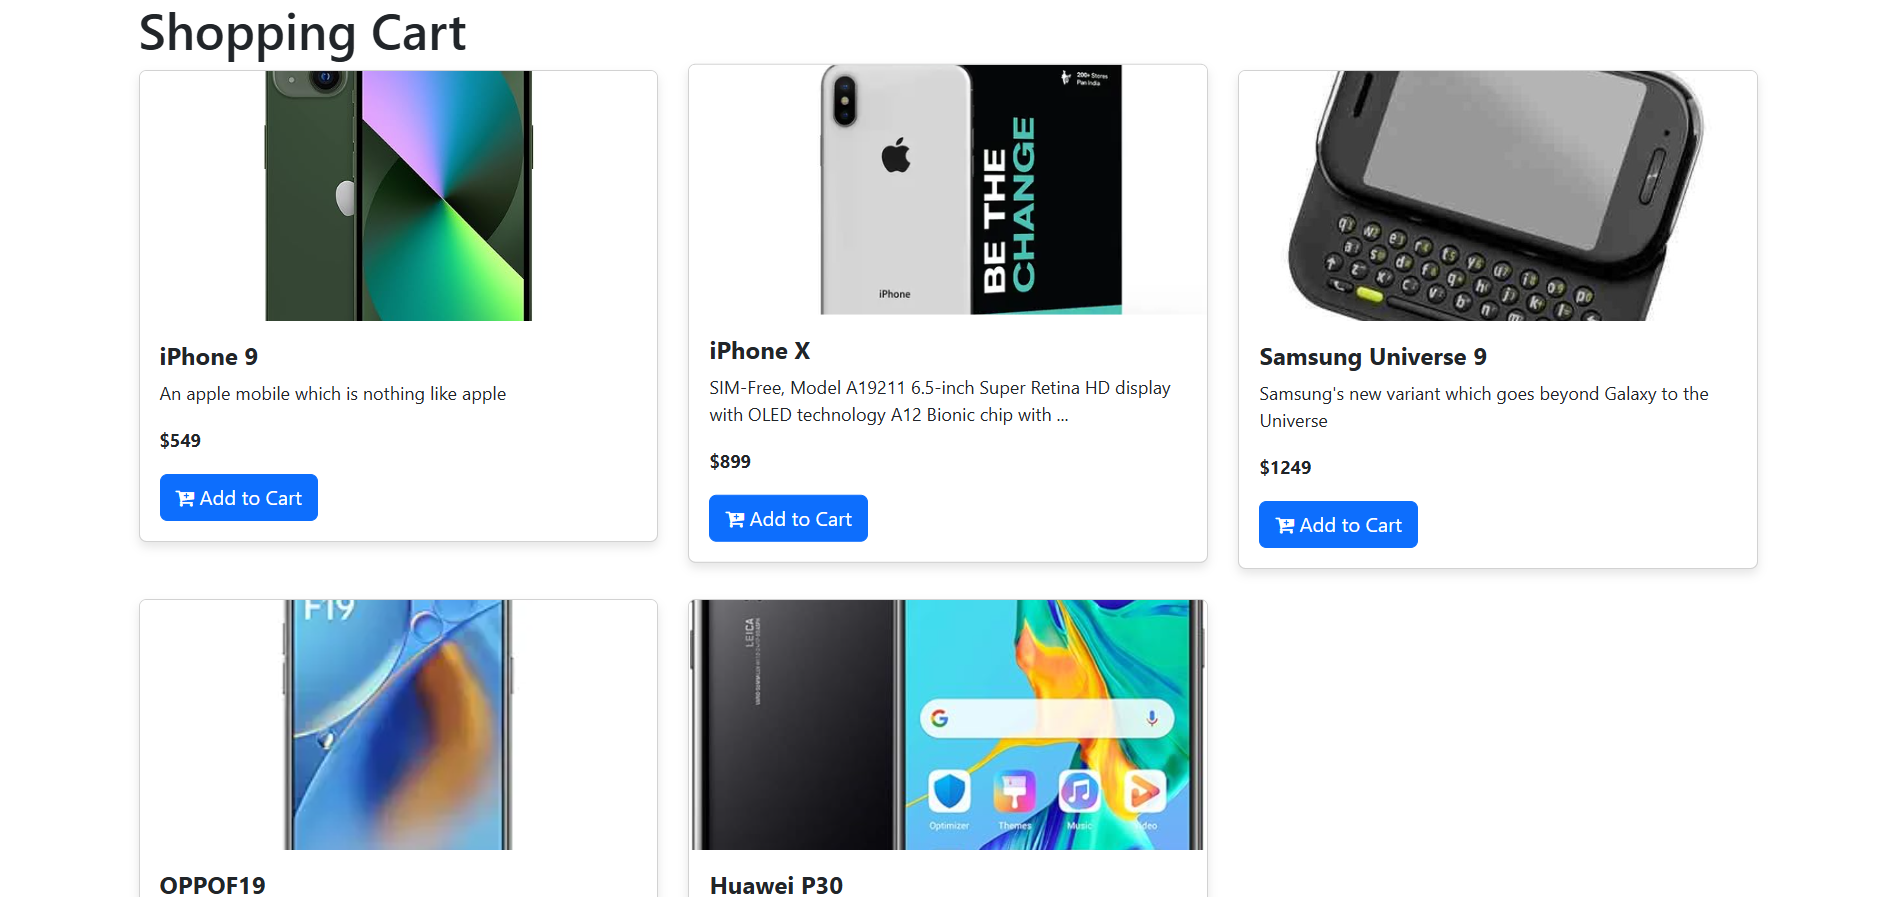 Shopping Cart
iPhone 9
An apple mobile which is nothing like apple
$549
Add to Cart
200+ Stores
Pan India
BE THE
CHANGE
iPhone
iPhone X
SIM-Free, Model A19211 6.5-inch Super Retina HD display
with OLED technology A12 Bionic chip with ...
$899
Add to Cart
Samsung Universe 9
Samsung's new variant which goes beyond Galaxy to the
Universe
$1249
Add to Cart
F19
OPPOF19
LEICA
Optimizer
Themes
Music
Huawei P30